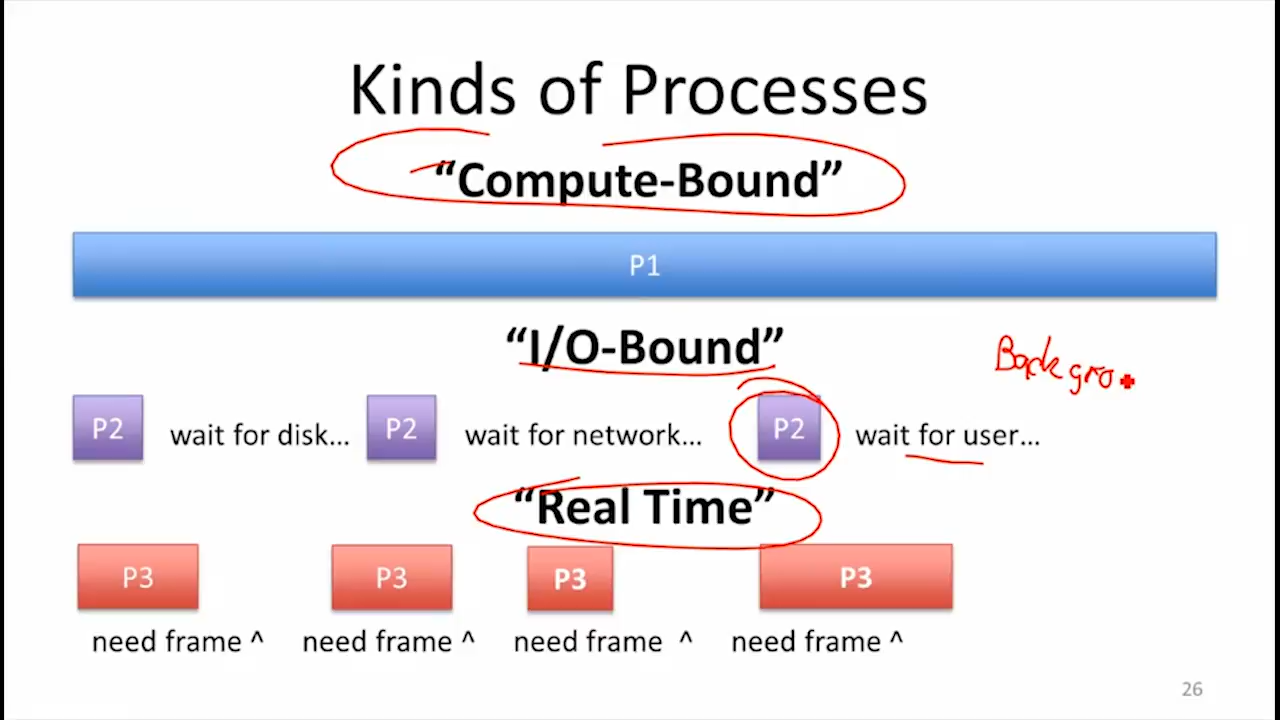 Kinds of Processes
“Compute-Bound”
P1
“I/O-Bound”
Backgro
P2 wait for disk... P2 wait for network... P2 wait for user...
“Real Time”
P3 P3 P3 P3
need frame ^ need frame ^ need frame ^ need frame ^
26